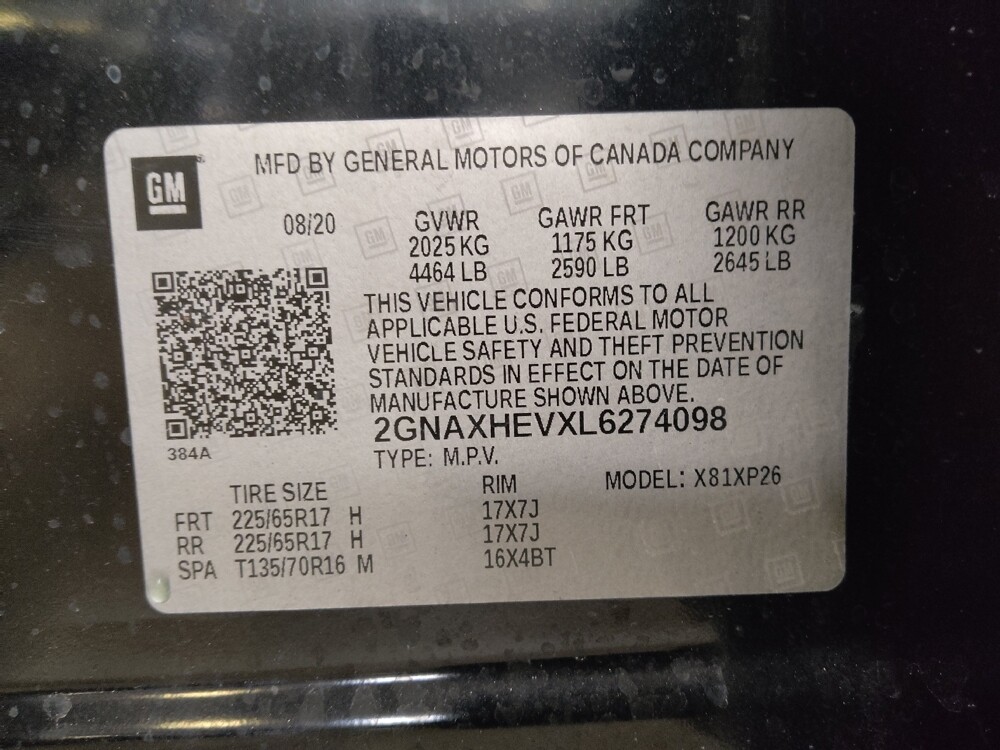 GM
MFD BY GENERAL MOTORS OF CANADA COMPANY
08/20 GVWR GAWR FRT GAWR RR
2025 KG 1175 KG 1200 KG
4464 LB 2590 LB 2645 LB
THIS VEHICLE CONFORMS TO ALL
APPLICABLE U.S. FEDERAL MOTOR
VEHICLE SAFETY AND THEFT PREVENTION
STANDARDS IN EFFECT ON THE DATE OF
MANUFACTURE SHOWN ABOVE.
2GNAXHEVXL6274098
384A
TYPE: M.P.V.
TIRE SIZE RIM MODEL: X81XP26
FRT 225/65R17 H 17X7J
RR 225/65R17 H 17X7J
SPA T135/70R16 M 16X4BT